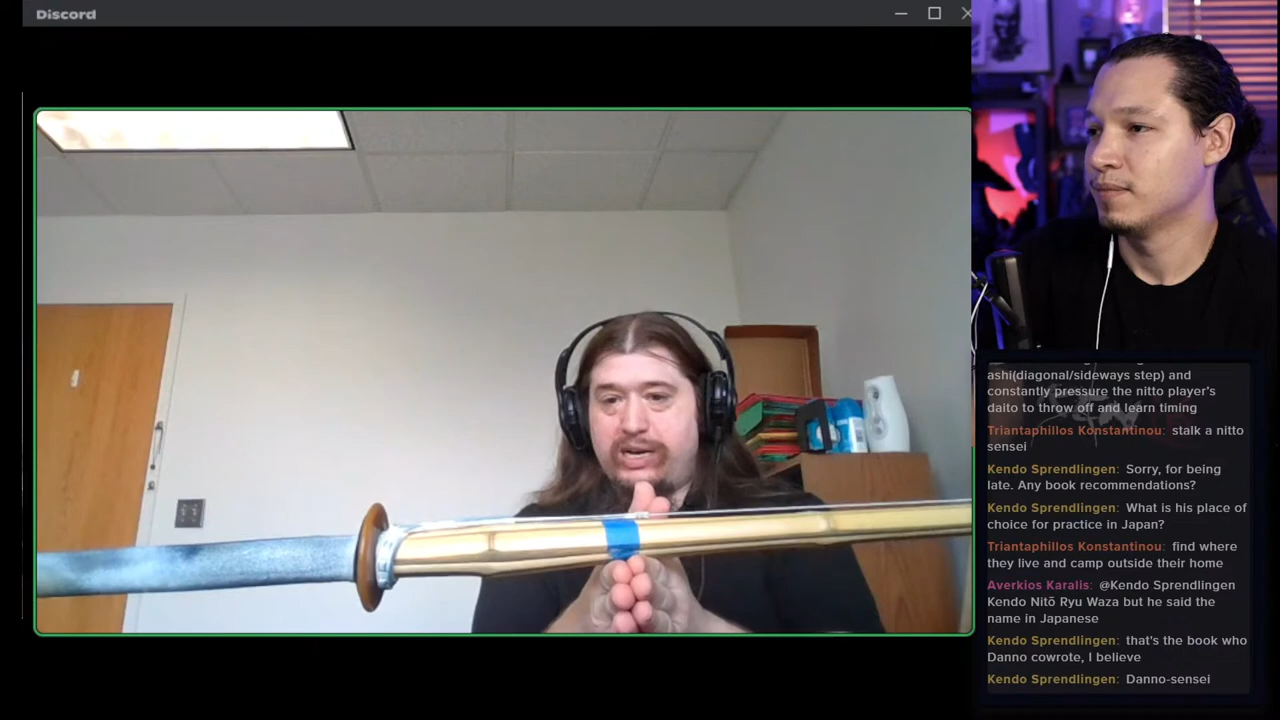 Discord
ashi(diagonal/sideways step) and
constantly pressure the nitto player's
daito to throw off and learn timing
Triantaphillos Konstantinou: stalk a nitto
sensei
Kendo Sprendlingen: Sorry, for being
late. Any book recommendations?
Kendo Sprendlingen: What is his place of
choice for practice in Japan?
Triantaphillos Konstantinou: find where
they live and camp outside their home
Averkios Karalis: @Kendo Sprendlingen
Kendo Nitō Ryu Waza but he said the
name in Japanese
Kendo Sprendlingen: that's the book who
Danno cowrote, I believe
Kendo Sprendlingen: Danno-sensei